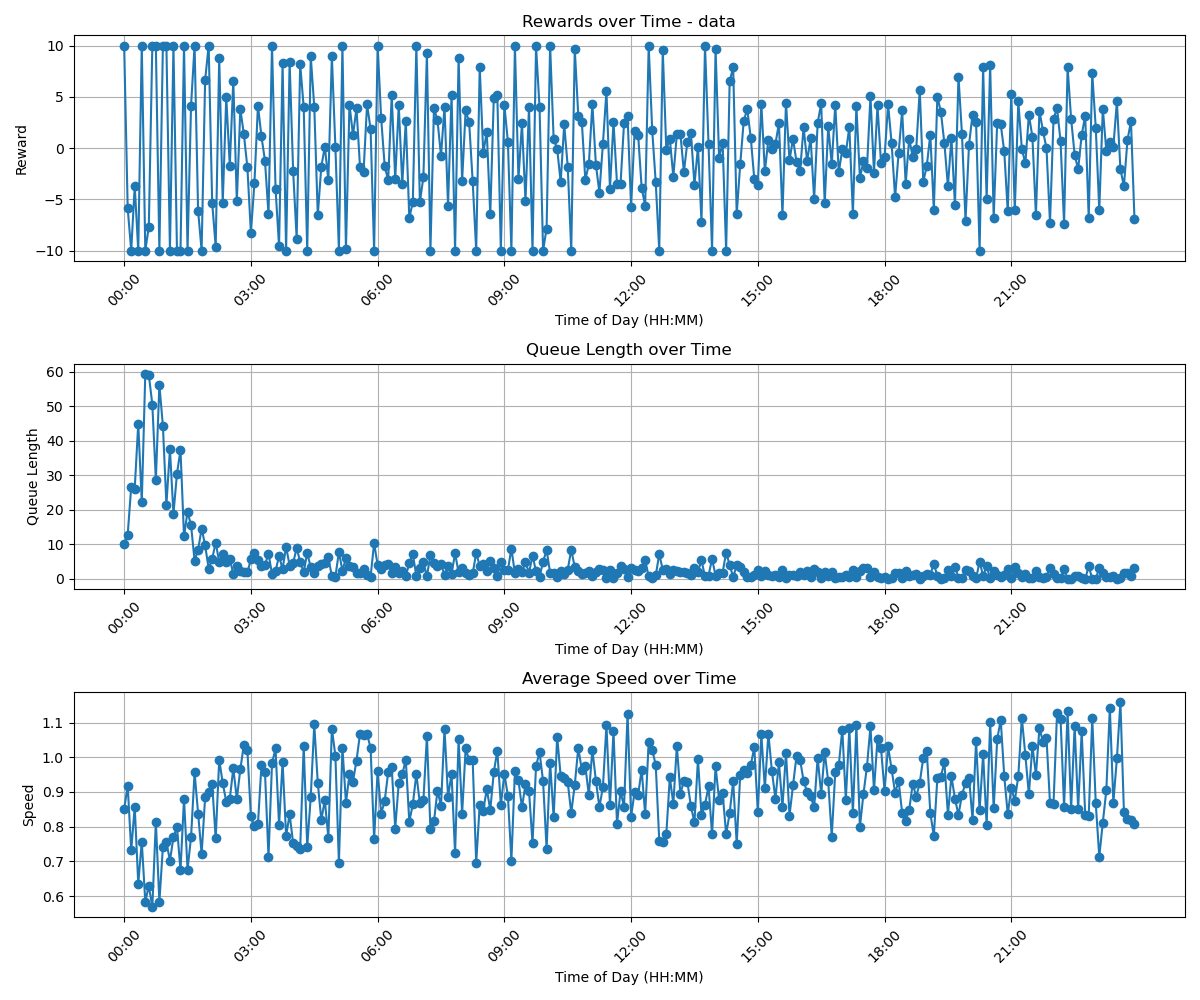 Rewards over Time - data
Reward
10
5
0
−5
−10
00:00 03:00 06:00 09:00 12:00 15:00 18:00 21:00
Time of Day (HH:MM)
Queue Length over Time
Queue Length
60
50
40
30
20
10
0
00:00 03:00 06:00 09:00 12:00 15:00 18:00 21:00
Time of Day (HH:MM)
Average Speed over Time
Speed
1.1
1.0
0.9
0.8
0.7
0.6
00:00 03:00 06:00 09:00 12:00 15:00 18:00 21:00
Time of Day (HH:MM)